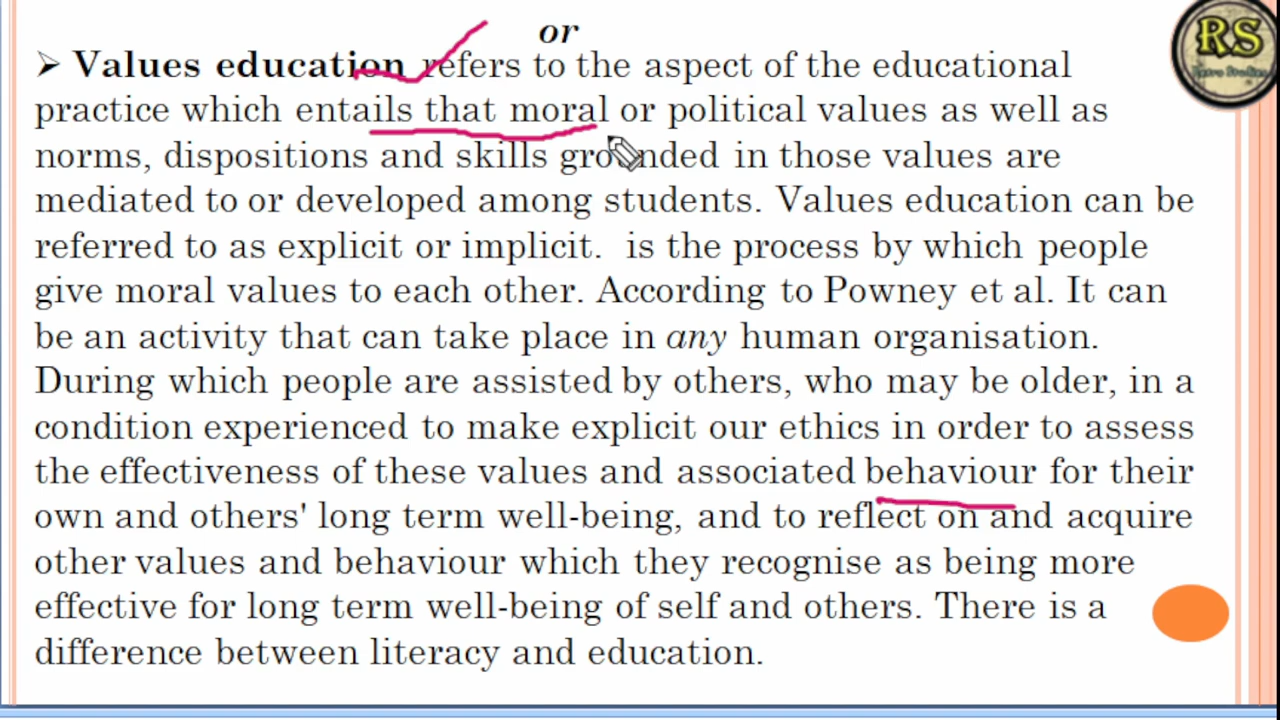 or
RS
➢ Values education refers to the aspect of the educational
practice which entails that moral or political values as well as
norms, dispositions and skills grounded in those values are
mediated to or developed among students. Values education can be
referred to as explicit or implicit.  is the process by which people
give moral values to each other. According to Powney et al. It can
be an activity that can take place in any human organisation.
During which people are assisted by others, who may be older, in a
condition experienced to make explicit our ethics in order to assess
the effectiveness of these values and associated behaviour for their
own and others' long term well-being, and to reflect on and acquire
other values and behaviour which they recognise as being more
effective for long term well-being of self and others. There is a
difference between literacy and education.